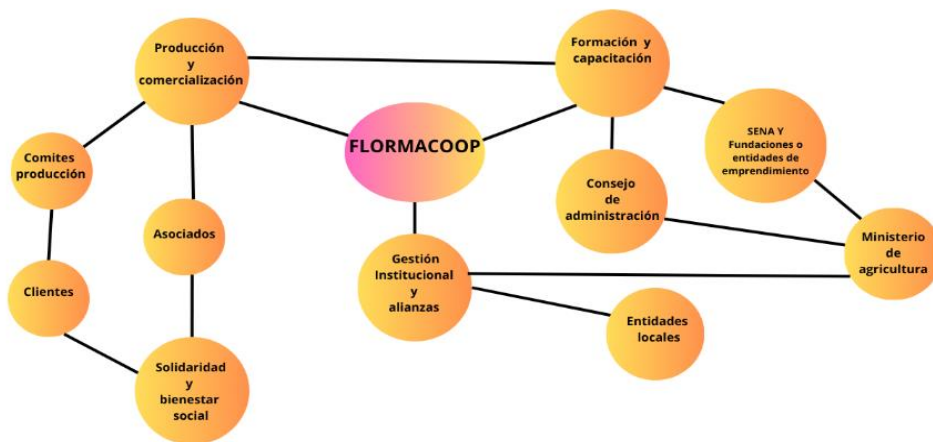 Producción
y
comercialización
Formación y
capacitación
FLORMACOOP
SENA Y
Fundaciones o
entidades de
emprendimiento
Comites
producción
Consejo
de
administración
Asociados
Ministerio
de
agricultura
Gestión
Institucional
y
alianzas
Clientes
Entidades
locales
Solidaridad
y
bienestar
social